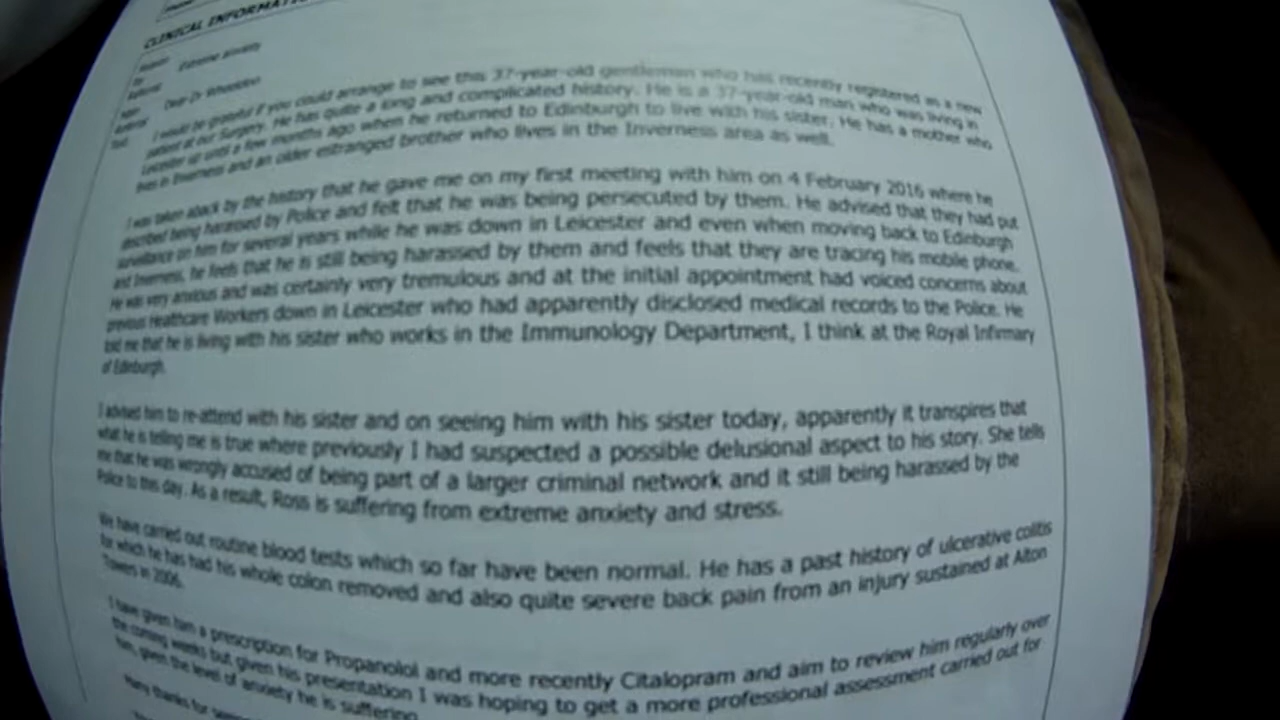 CLINICAL INFORMATI
Extreme anxiety
Dear Dr Wheeldon
I would be grateful if you could arrange to see this 37-year-old gentleman who has recently registered as a new
patient at our Surgery. He has quite a long and complicated history. He is a 37-year-old man who was living in
Leicester up until a few months ago when he returned to Edinburgh to live with his sister. He has a mother who
lives in Inverness and an older estranged brother who lives in the Inverness area as well.
I was taken aback by the history that he gave me on my first meeting with him on 4 February 2016 where he
described being harassed by Police and felt that he was being persecuted by them. He advised that they had put
surveillance on him for several years while he was down in Leicester and even when moving back to Edinburgh
and Inverness, he feels that he is still being harassed by them and feels that they are tracing his mobile phone.
He was very anxious and was certainly very tremulous and at the initial appointment had voiced concerns about
previous Healthcare Workers down in Leicester who had apparently disclosed medical records to the Police. He
told me that he is living with his sister who works in the Immunology Department, I think at the Royal Infirmary
of Edinburgh.
I advised him to re-attend with his sister and on seeing him with his sister today, apparently it transpires that
what he is telling me is true where previously I had suspected a possible delusional aspect to his story. She tells
me that he was wrongly accused of being part of a larger criminal network and it still being harassed by the
Police to this day. As a result, Ross is suffering from extreme anxiety and stress.
We have carried out routine blood tests which so far have been normal. He has a past history of ulcerative colitis
for which he has had his whole colon removed and also quite severe back pain from an injury sustained at Alton
Towers in 2006.
I have given him a prescription for Propanolol and more recently Citalopram and aim to review him regularly over
the coming weeks but given his presentation I was hoping to get a more professional assessment carried out for
him, given the level of anxiety he is suffering.
Many thanks for